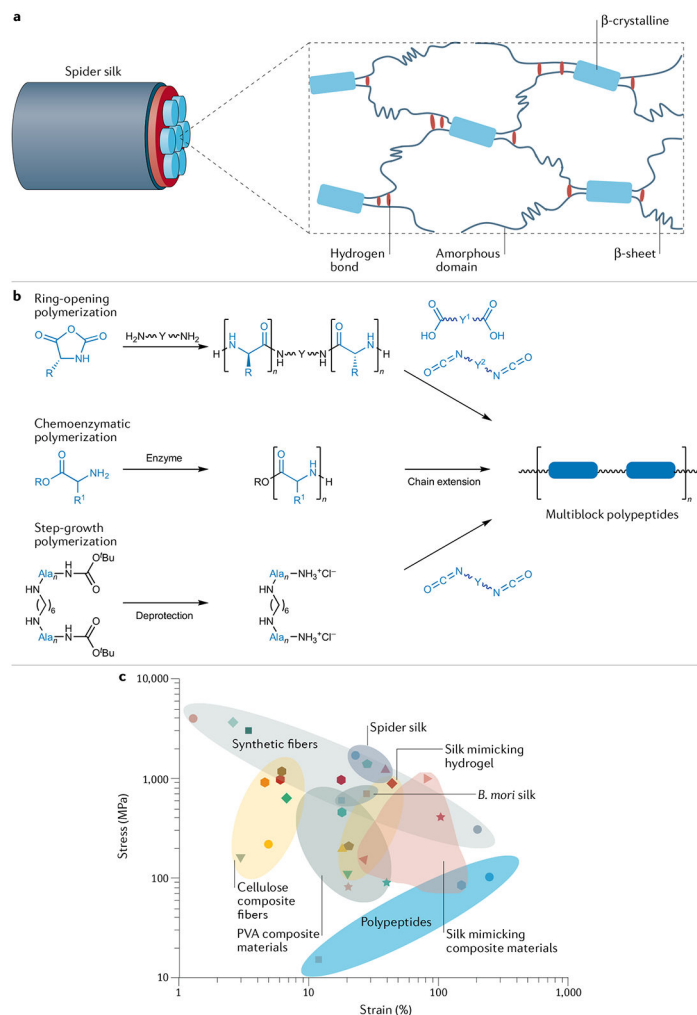 a
β-crystalline
Spider silk
Hydrogen
bond
Amorphous
domain
β-sheet
b
Ring-opening
polymerization
O
O
O
NH
R
H₂N Y NH₂
H
H
N
O
R
n
N
H
Y
N
H
O
R
H
N
H
n
O
HO
Y¹
O
OH
O=C=N
Y²
N=C=O
Chemoenzymatic
polymerization
O
RO
NH₂
R¹
Enzyme
RO
O
R¹
H
N
H
n
Chain extension
n
Multiblock polypeptides
Step-growth
polymerization
OᵗBu
Alaₙ
N
H
O
HN
( )₆
HN
Alaₙ
H
N
O
OᵗBu
Deprotection
Alaₙ NH₃⁺Cl⁻
HN
( )₆
HN
Alaₙ NH₃⁺Cl⁻
O=C=N
Y
N=C=O
c
10,000
1,000
100
10
Stress (MPa)
1
10
100
1,000
Strain (%)
Synthetic fibers
Spider silk
Silk mimicking
hydrogel
B. mori silk
Cellulose
composite
fibers
PVA composite
materials
Polypeptides
Silk mimicking
composite materials